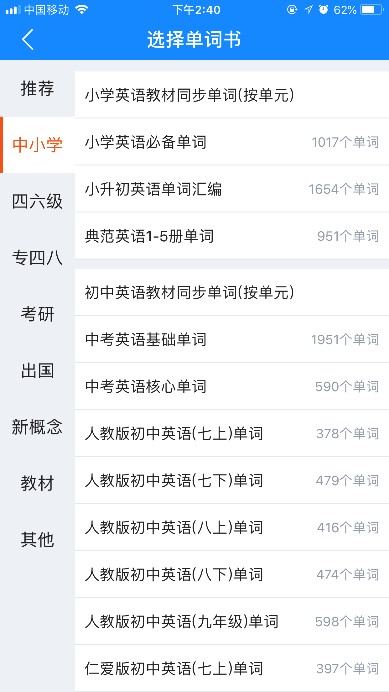 中国移动 下午2:40 62%
选择单词书
推荐
中小学
四六级
专四八
考研
出国
新概念
教材
其他
小学英语教材同步单词(按单元)
小学英语必备单词 1017个单词
小升初英语单词汇编 1654个单词
典范英语1-5册单词 951个单词
初中英语教材同步单词(按单元)
中考英语基础单词 1951个单词
中考英语核心单词 590个单词
人教版初中英语(七上)单词 378个单词
人教版初中英语(七下)单词 479个单词
人教版初中英语(八上)单词 416个单词
人教版初中英语(八下)单词 474个单词
人教版初中英语(九年级)单词 598个单词
仁爱版初中英语(七上)单词 397个单词